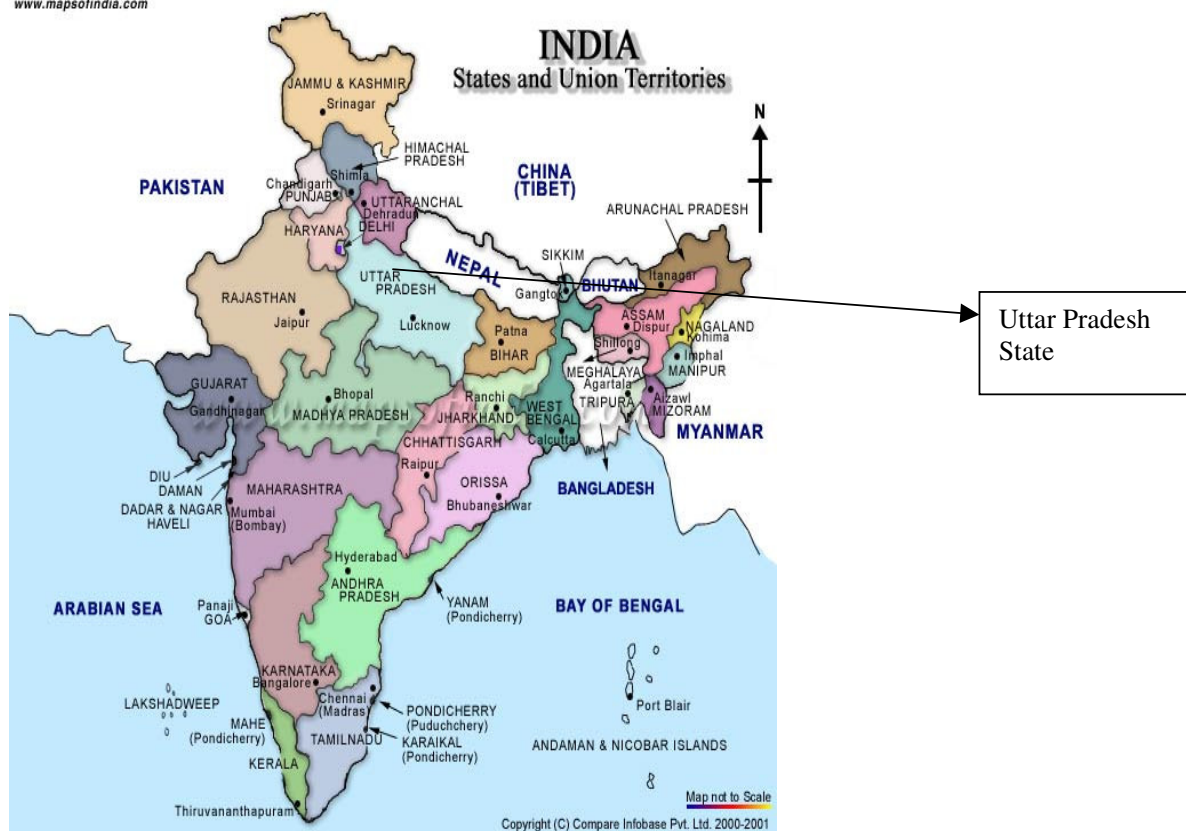 www.mapsofindia.com
INDIA
States and Union Territories
N
JAMMU & KASHMIR
Srinagar
HIMACHAL
PRADESH
PAKISTAN
CHINA
(TIBET)
Chandigarh
PUNJAB
Shimla
UTTARANCHAL
Dehradun
DELHI
HARYANA
ARUNACHAL PRADESH
NEPAL
SIKKIM
Gangtok
BHUTAN
Itanagar
UTTAR
PRADESH
Lucknow
RAJASTHAN
Jaipur
Uttar Pradesh
State
ASSAM
Dispur
NAGALAND
Kohima
Shillong
MEGHALAYA
Imphal
MANIPUR
Agartala
TRIPURA
Aizawl
MIZORAM
Patna
BIHAR
GUJARAT
Gandhinagar
Bhopal
MADHYA PRADESH
www.mapsofindia.com
Ranchi
JHARKHAND
WEST
BENGAL
Calcutta
MYANMAR
BANGLADESH
CHHATTISGARH
Raipur
ORISSA
Bhubaneshwar
DIU
DAMAN
DADAR & NAGAR
HAVELI
MAHARASHTRA
Mumbai
(Bombay)
Hyderabad
ANDHRA
PRADESH
YANAM
(Pondicherry)
ARABIAN SEA
BAY OF BENGAL
Panaji
GOA
KARNATAKA
Bangalore
Chennai
(Madras)
PONDICHERRY
(Puduchchery)
LAKSHADWEEP
MAHE
(Pondicherry)
TAMILNADU
KARAIKAL
(Pondicherry)
KERALA
Thiruvananthapuram
Port Blair
ANDAMAN & NICOBAR ISLANDS
Map not to Scale
Copyright (C) Compare Infobase Pvt. Ltd. 2000-2001